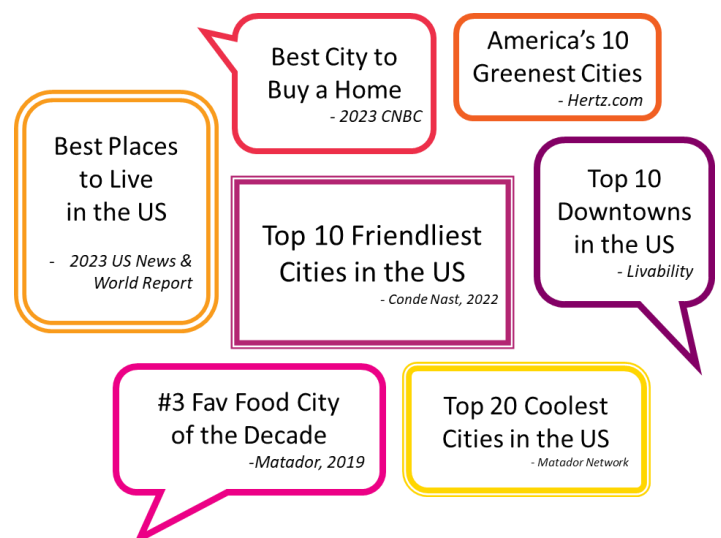 Best City to
Buy a Home
- 2023 CNBC
America's 10
Greenest Cities
- Hertz.com
Best Places
to Live
in the US
- 2023 US News &
World Report
Top 10 Friendliest
Cities in the US
- Conde Nast, 2022
Top 10
Downtowns
in the US
- Livability
#3 Fav Food City
of the Decade
-Matador, 2019
Top 20 Coolest
Cities in the US
- Matador Network